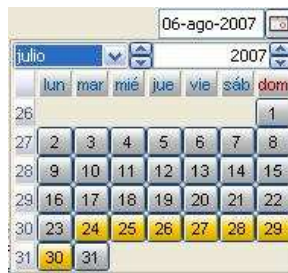 06-ago-2007
julio 2007
lun mar mié jue vie sáb dom
26 1
27 2 3 4 5 6 7 8
28 9 10 11 12 13 14 15
29 16 17 18 19 20 21 22
30 23 24 25 26 27 28 29
31 30 31